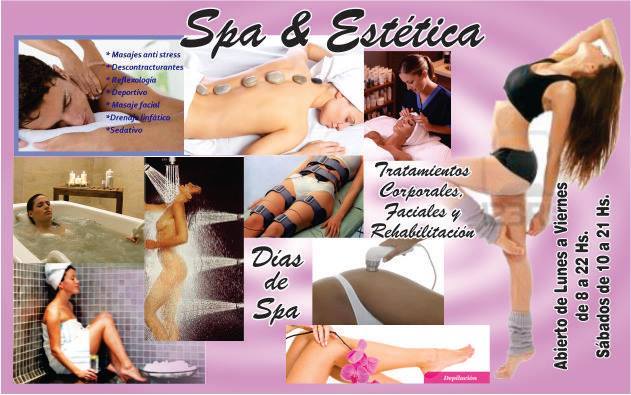 Spa & Estética
* Masajes anti stress
* Descontracturantes
* Reflexología
* Deportivo
* Masaje facial
*Drenaje linfático
*Sedativo
Tratamientos
Corporales,
Faciales y
Rehabilitación
Días
de
Spa
Depilación
Abierto de Lunes a Viernes
de 8 a 22 Hs.
Sábados de 10 a 21 Hs.